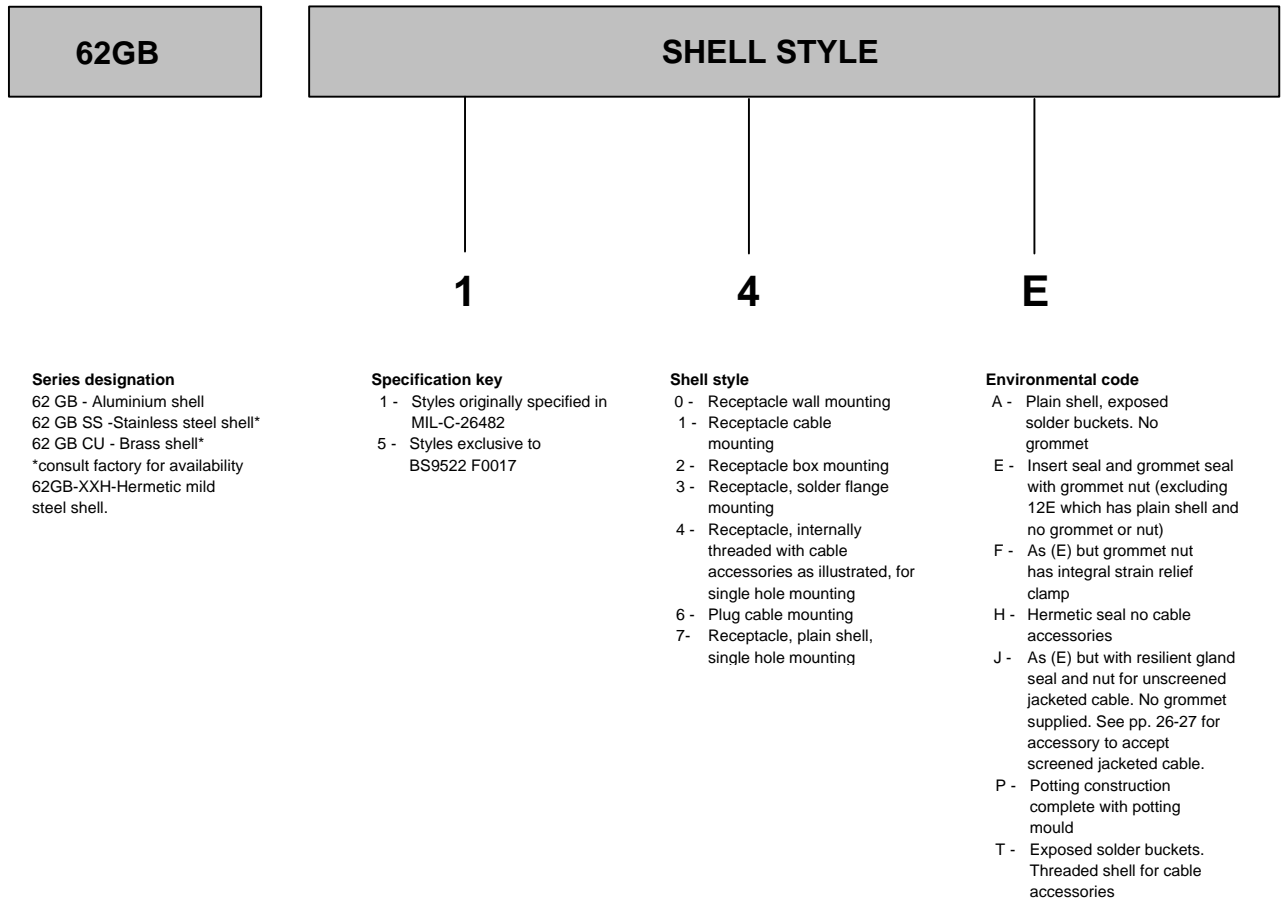 62GB
SHELL STYLE
1
4
E
Series designation
62 GB - Aluminium shell
62 GB SS -Stainless steel shell*
62 GB CU - Brass shell*
*consult factory for availability
62GB-XXH-Hermetic mild
steel shell.
Specification key
1 - Styles originally specified in
MIL-C-26482
5 - Styles exclusive to
BS9522 F0017
Shell style
0 - Receptacle wall mounting
1 - Receptacle cable
mounting
2 - Receptacle box mounting
3 - Receptacle, solder flange
mounting
4 - Receptacle, internally
threaded with cable
accessories as illustrated, for
single hole mounting
6 - Plug cable mounting
7- Receptacle, plain shell,
single hole mounting
Environmental code
A - Plain shell, exposed
solder buckets. No
grommet
E - Insert seal and grommet seal
with grommet nut (excluding
12E which has plain shell and
no grommet or nut)
F - As (E) but grommet nut
has integral strain relief
clamp
H - Hermetic seal no cable
accessories
J - As (E) but with resilient gland
seal and nut for unscreened
jacketed cable. No grommet
supplied. See pp. 26-27 for
accessory to accept
screened jacketed cable.
P - Potting construction
complete with potting
mould
T - Exposed solder buckets.
Threaded shell for cable
accessories